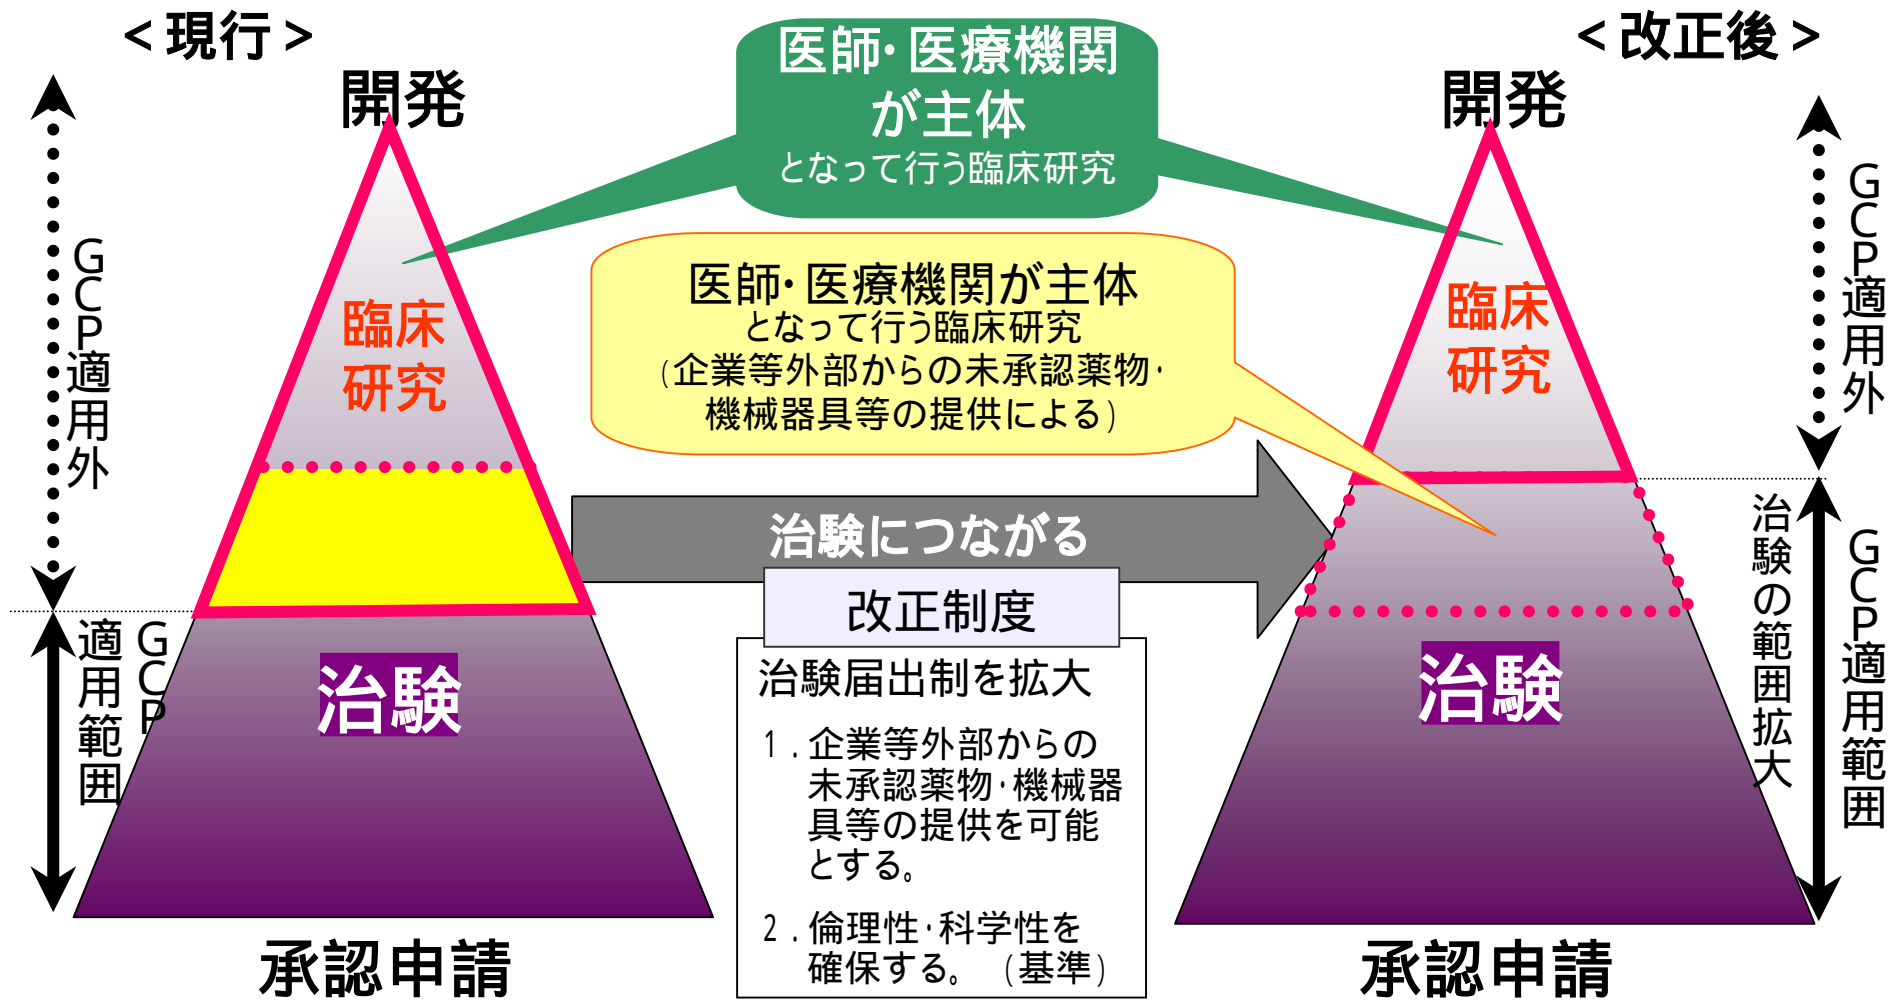 ＜現行＞
開発
GCP適用外
臨床
研究
GCP
適用範囲
治験
承認申請
医師・医療機関
が主体
となって行う臨床研究
医師・医療機関が主体
となって行う臨床研究
(企業等外部からの未承認薬物・
機械器具等の提供による)
治験につながる
改正制度
治験届出制を拡大
1．企業等外部からの
未承認薬物・機械器
具等の提供を可能
とする。
2．倫理性・科学性を
確保する。（基準）
＜改正後＞
開発
GCP適用外
臨床
研究
治験の範囲拡大
GCP適用範囲
治験
承認申請